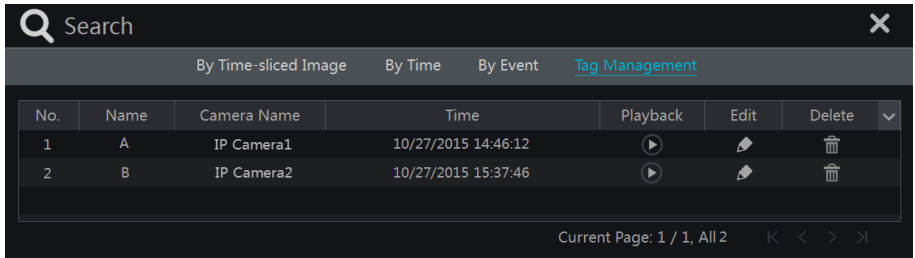 Search
By Time-sliced Image By Time By Event Tag Management
No. Name Camera Name Time Playback Edit Delete
1 A IP Camera1 10/27/2015 14:46:12
2 B IP Camera2 10/27/2015 15:37:46
Current Page: 1 / 1, All 2